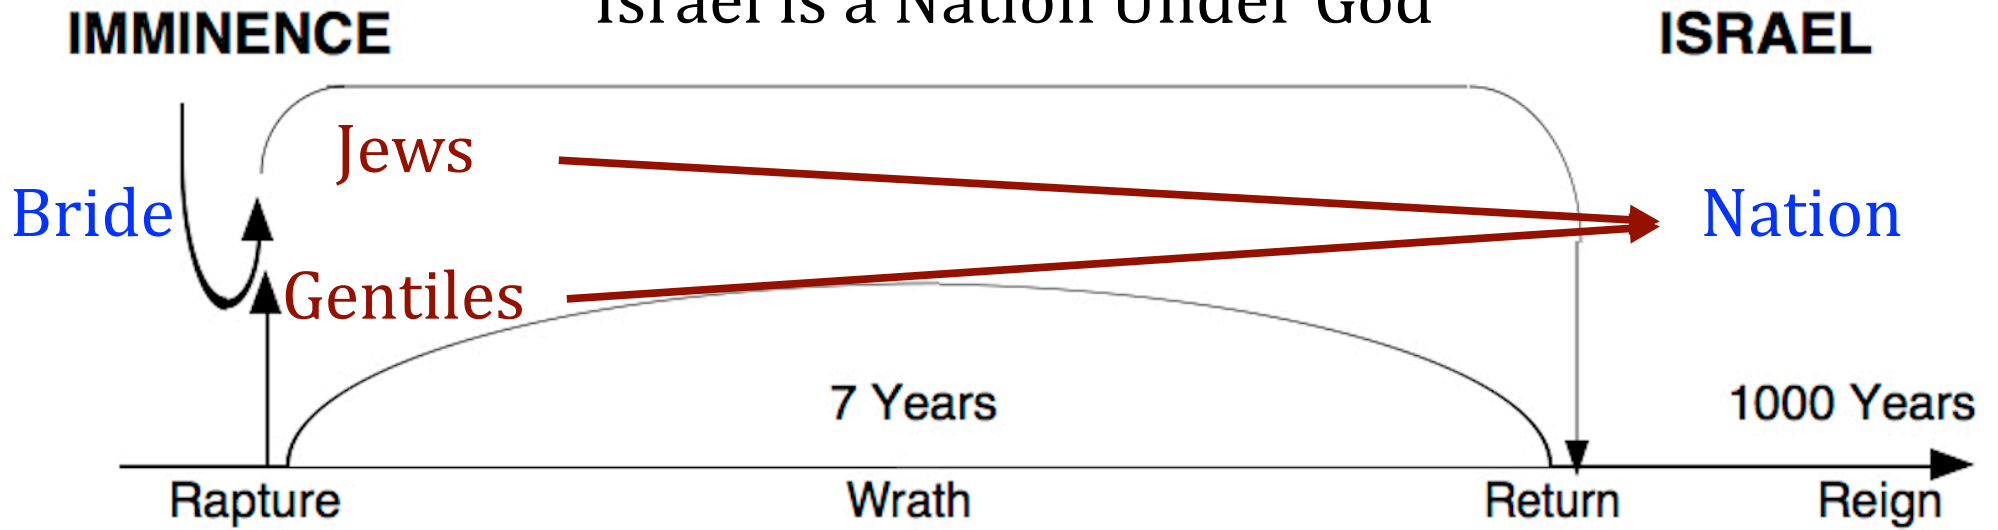 Israel is a Nation Under God
IMMINENCE
ISRAEL
Jews
Bride
Nation
Gentiles
7 Years
1000 Years
Rapture
Wrath
Return
Reign